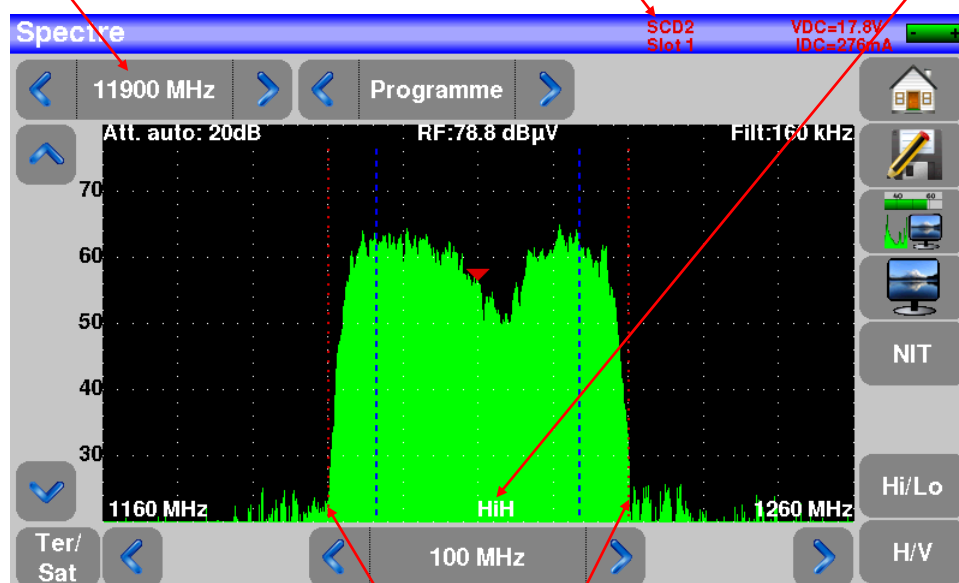 Spectre
SCD2
Slot 1
VDC=17.8V
IDC=276mA
- +
11900 MHz
Programme
Att. auto: 20dB
RF:78.8 dBµV
Filt:160 kHz
40 60
70
60
50
40
30
NIT
1160 MHz
HiH
1260 MHz
Hi/Lo
Ter/
Sat
100 MHz
H/V